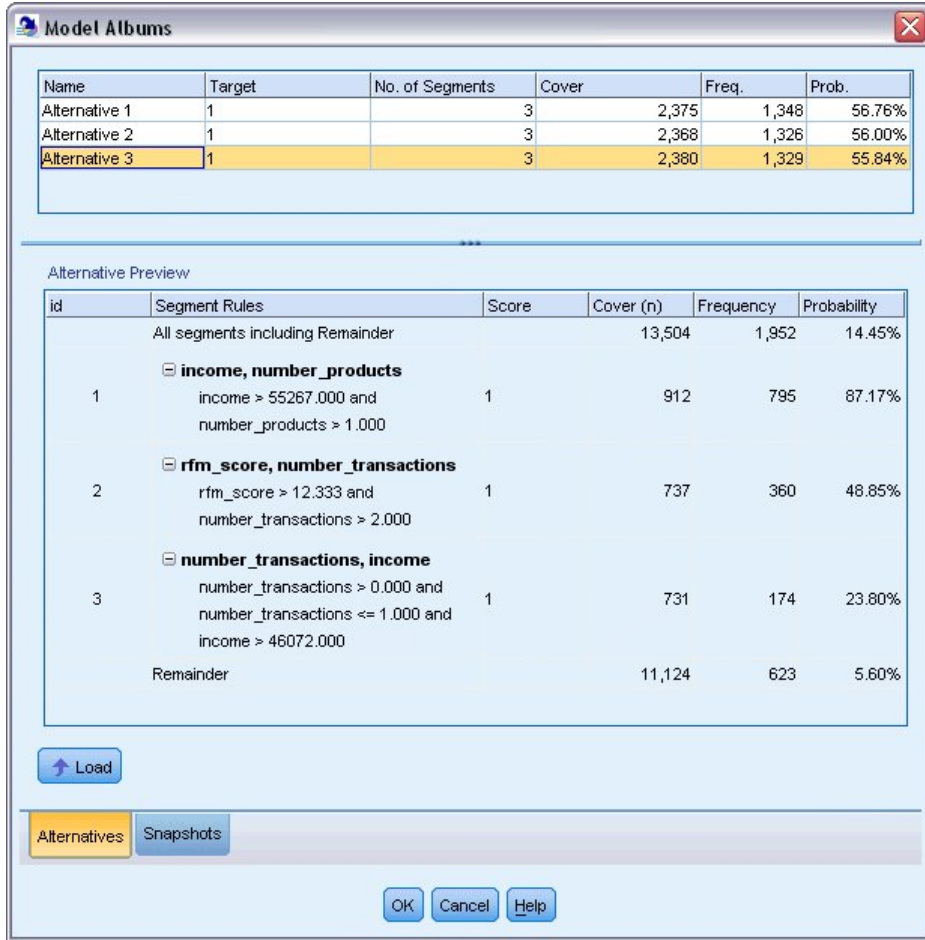 Model Albums
Name Target No. of Segments Cover Freq. Prob.
Alternative 1 1 3 2,375 1,348 56.76%
Alternative 2 1 3 2,368 1,326 56.00%
Alternative 3 1 3 2,380 1,329 55.84%
Alternative Preview
id Segment Rules Score Cover (n) Frequency Probability
All segments including Remainder 13,504 1,952 14.45%
income, number_products
income > 55267.000 and
1 1 912 795 87.17%
number_products > 1.000
rfm_score, number_transactions
rfm_score > 12.333 and
2 1 737 360 48.85%
number_transactions > 2.000
number_transactions, income
number_transactions > 0.000 and
3 number_transactions <= 1.000 and 1 731 174 23.80%
income > 46072.000
Remainder 11,124 623 5.60%
Load
Alternatives Snapshots
OK Cancel Help